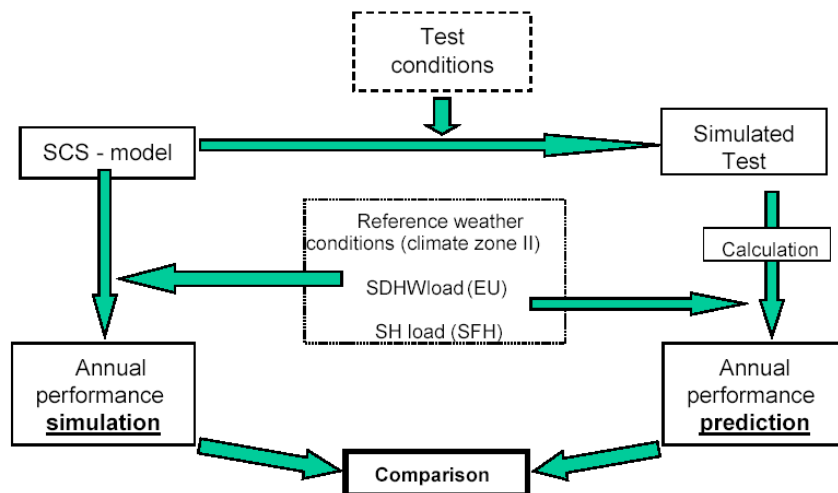 Test
conditions
SCS - model
Simulated
Test
Reference weather
conditions (climate zone II)
SDHWload (EU)
SH load (SFH)
Calculation
Annual
performance
simulation
Annual
performance
prediction
Comparison